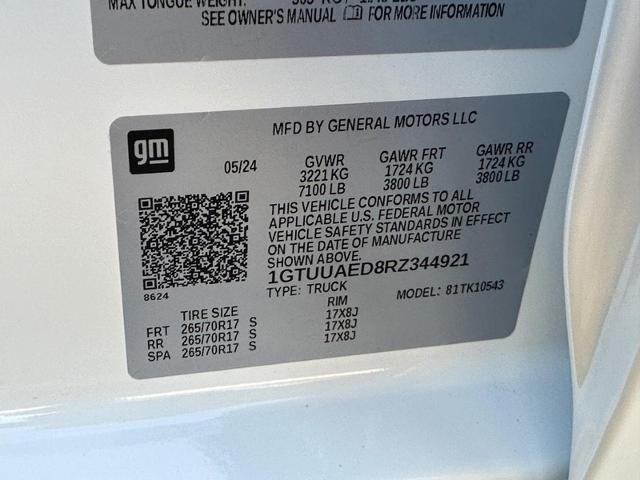 MAX TONGUE WEIGHT:
SEE OWNER'S MANUAL FOR MORE INFORMATION
gm
MFD BY GENERAL MOTORS LLC
05/24 GVWR GAWR FRT GAWR RR
3221 KG 1724 KG 1724 KG
7100 LB 3800 LB 3800 LB
THIS VEHICLE CONFORMS TO ALL
APPLICABLE U.S. FEDERAL MOTOR
VEHICLE SAFETY STANDARDS IN EFFECT
ON THE DATE OF MANUFACTURE
SHOWN ABOVE.
1GTUUAED8RZ344921
8624
TYPE: TRUCK MODEL: 81TK10543
TIRE SIZE RIM
FRT 265/70R17 S 17X8J
RR 265/70R17 S 17X8J
SPA 265/70R17 S 17X8J